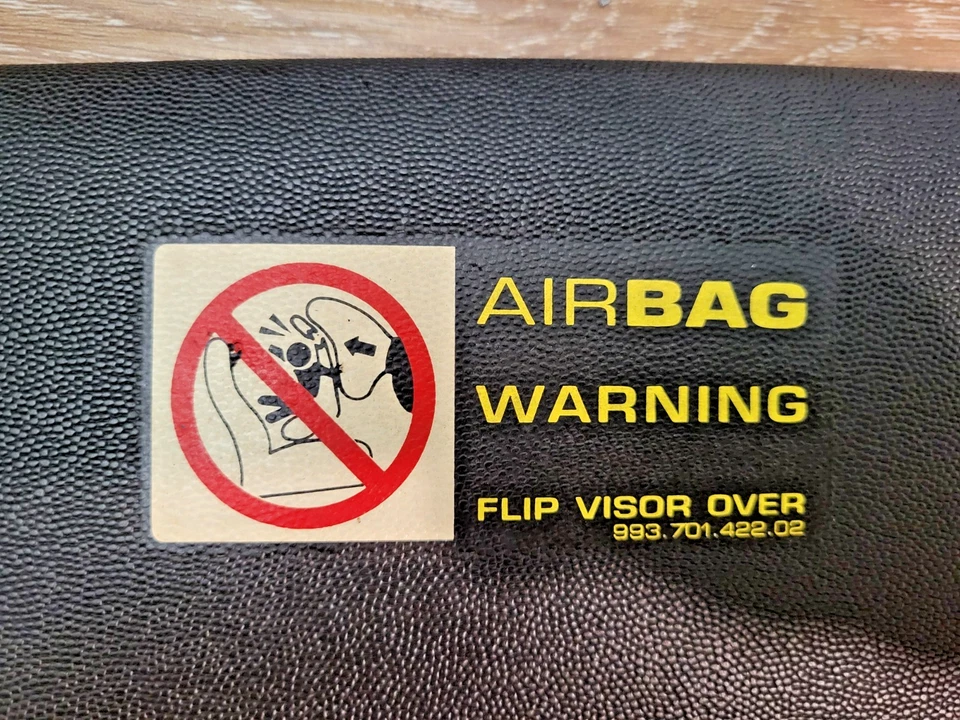 AIRBAG
WARNING
FLIP VISOR OVER
993.701.422.02